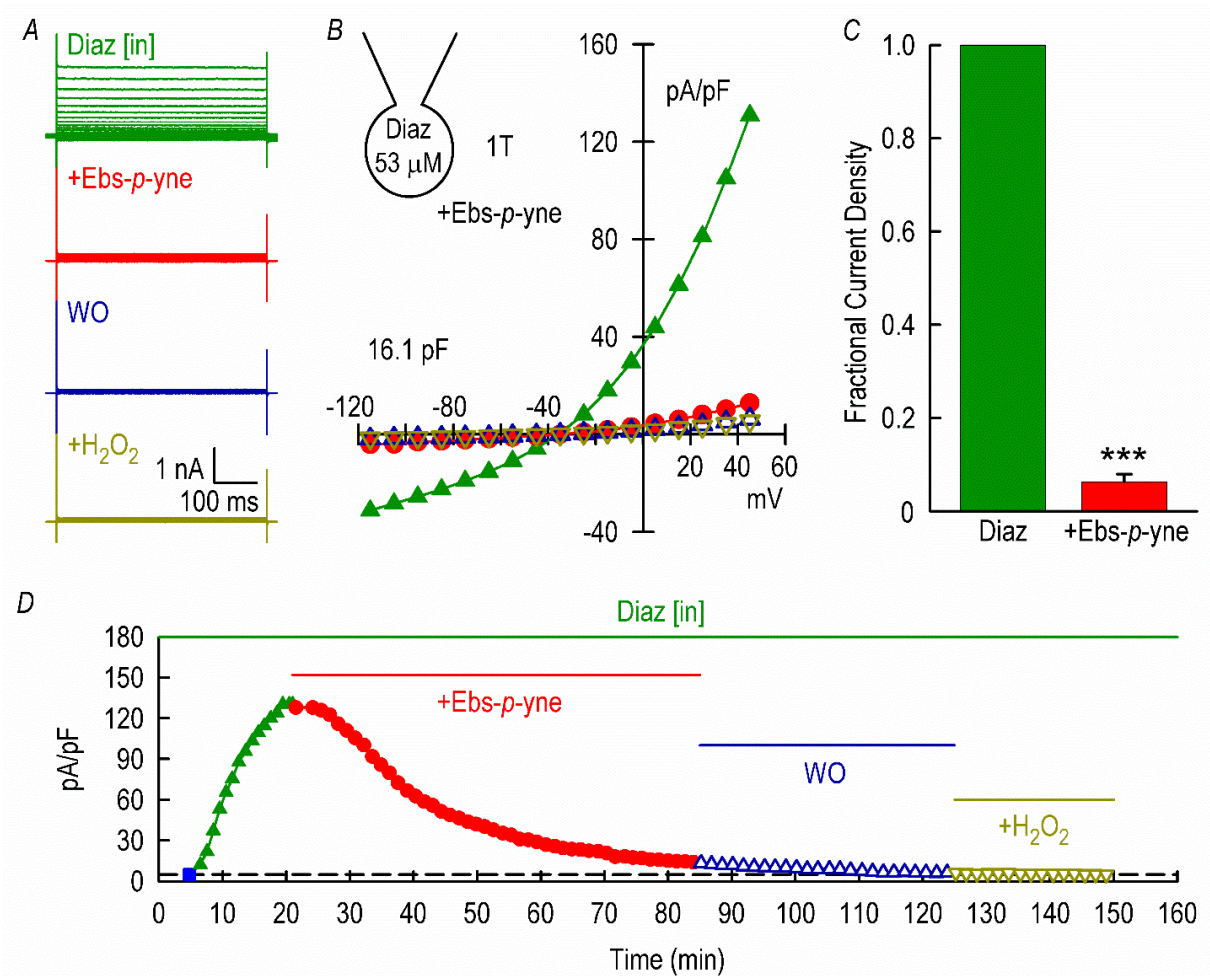 A
Diaz [in]
+Ebs-p-yne
WO
+H₂O₂
1 nA
100 ms
B
Diaz
53 µM
1T
+Ebs-p-yne
16.1 pF
pA/pF
160
120
80
40
-40
-120
-80
-40
20
40
60
mV
C
Fractional Current Density
1.0
0.8
0.6
0.4
0.2
0
***
Diaz
+Ebs-p-yne
D
Diaz [in]
+Ebs-p-yne
WO
+H₂O₂
pA/pF
180
150
120
90
60
30
0
0 10 20 30 40 50 60 70 80 90 100 110 120 130 140 150 160
Time (min)